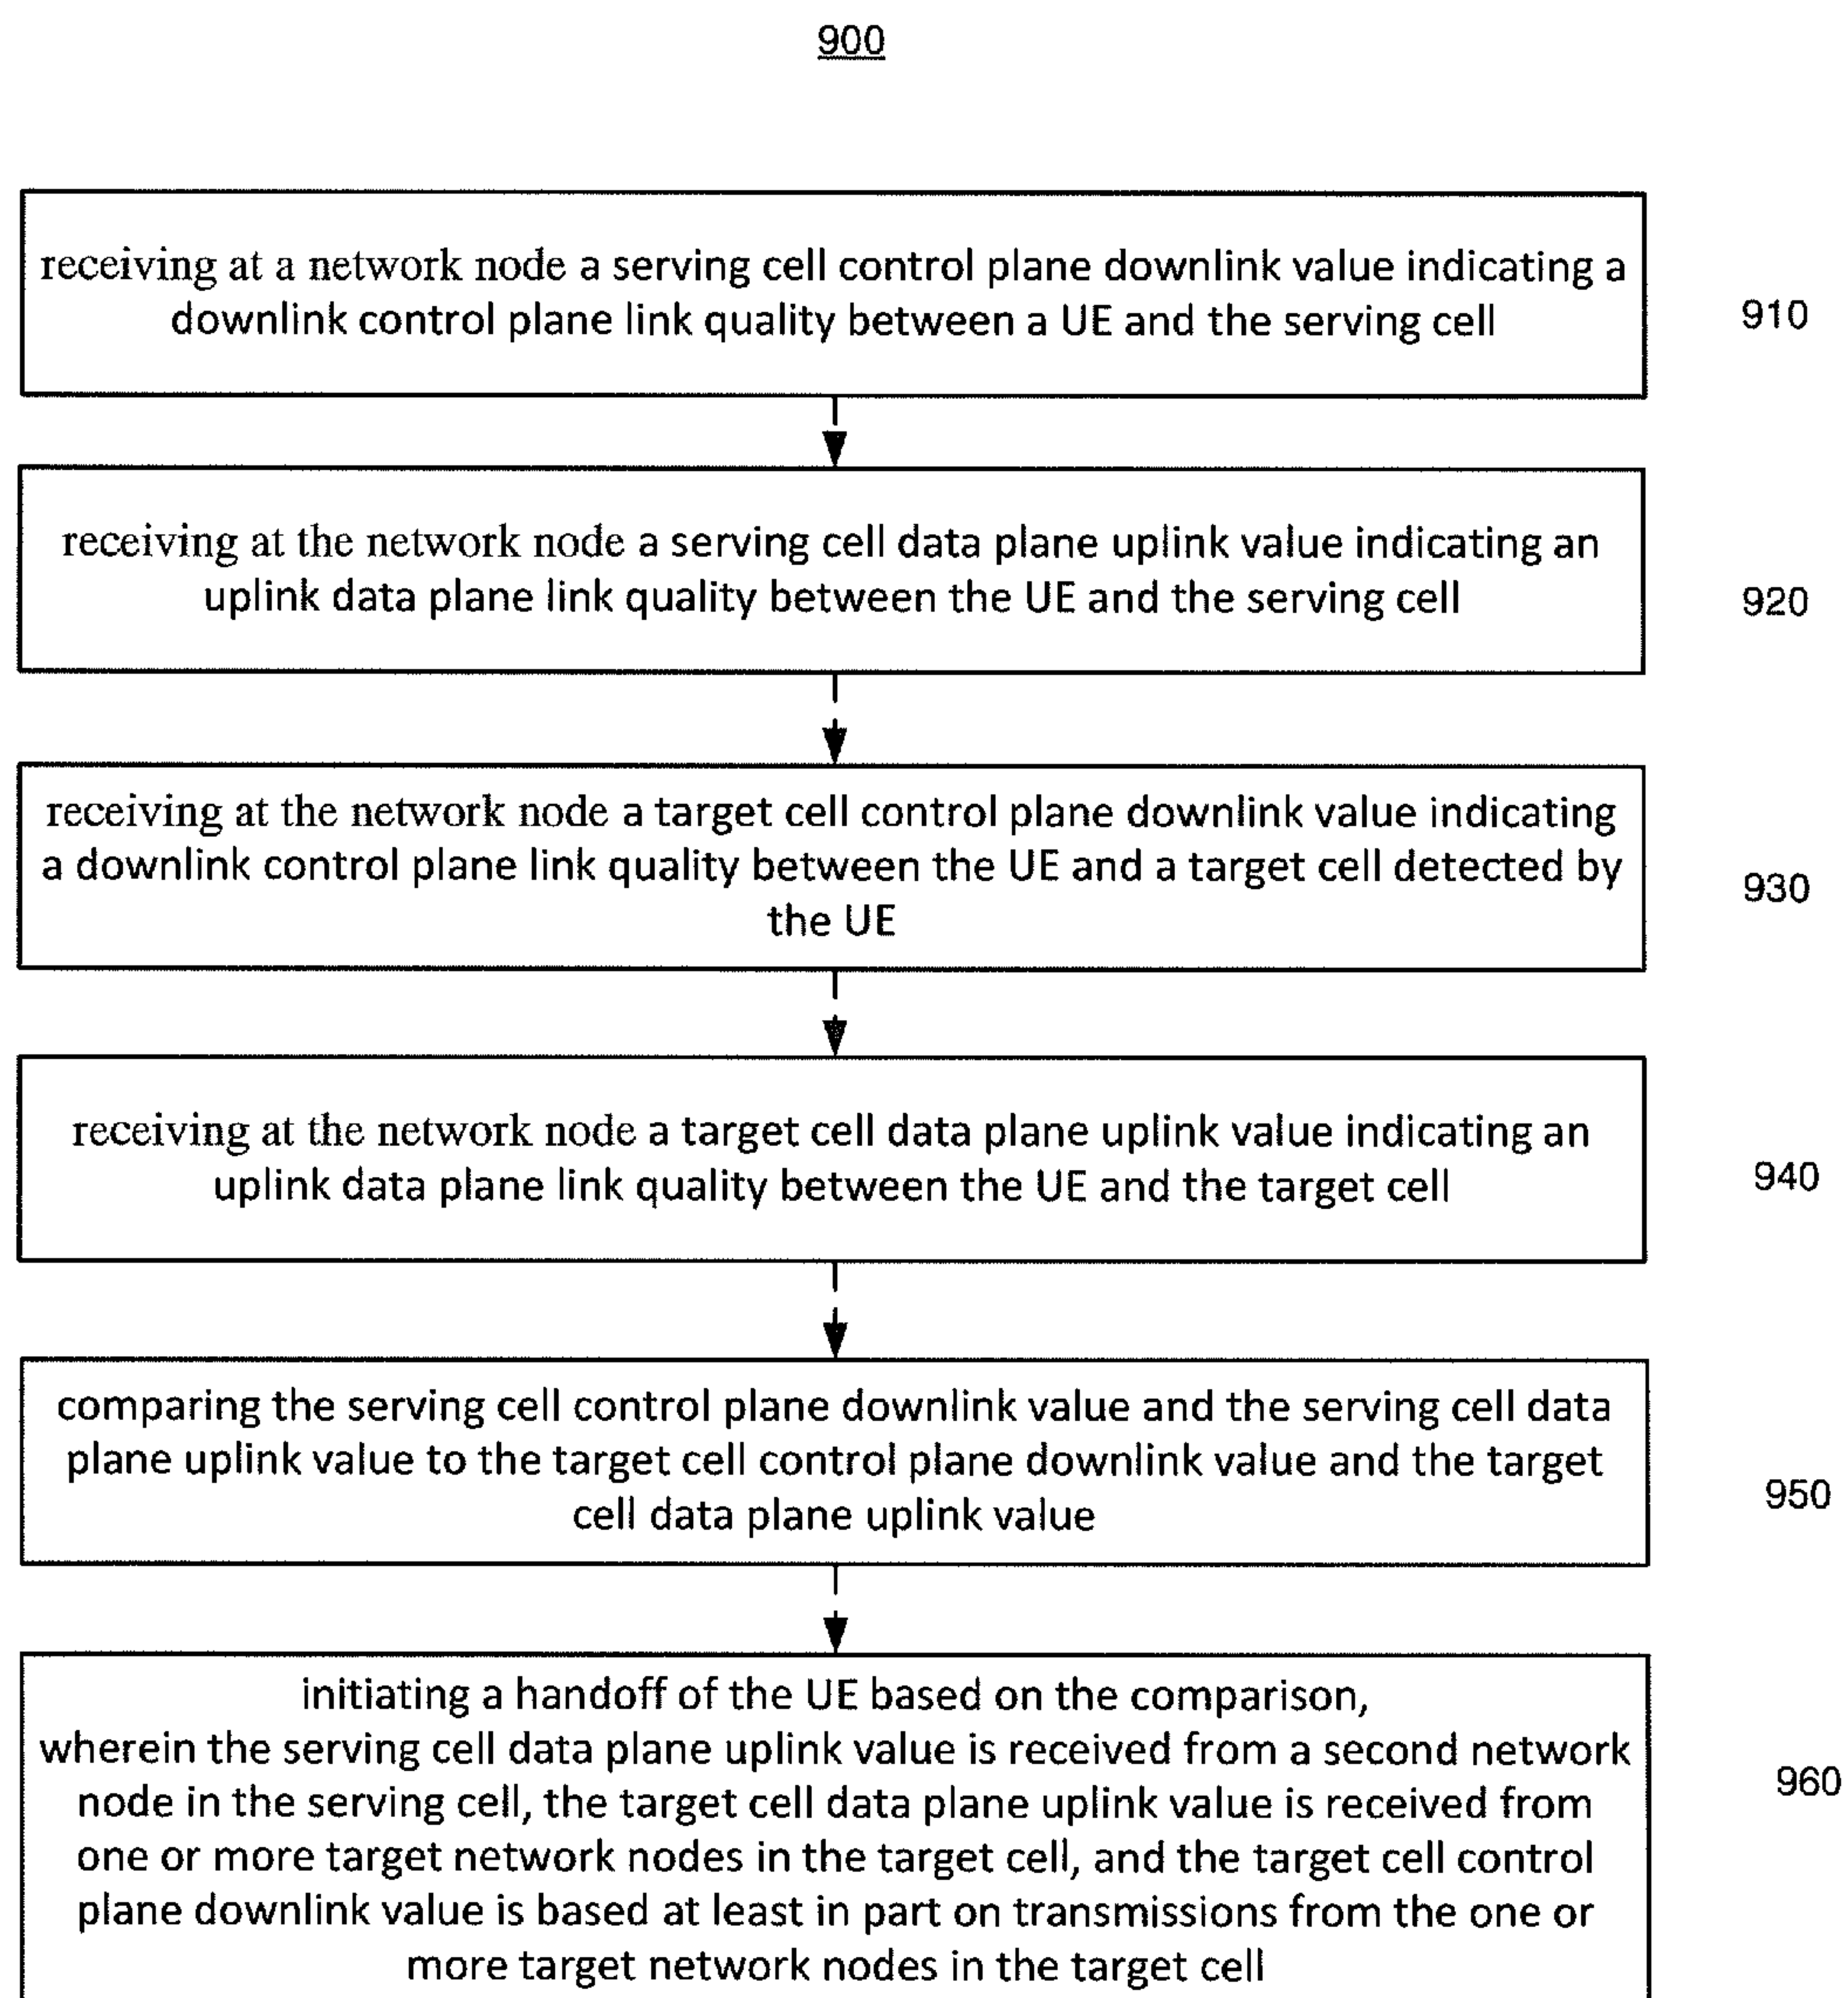 900
receiving at a network node a serving cell control plane downlink value indicating a
downlink control plane link quality between a UE and the serving cell
910
receiving at the network node a serving cell data plane uplink value indicating an
uplink data plane link quality between the UE and the serving cell
920
receiving at the network node a target cell control plane downlink value indicating
a downlink control plane link quality between the UE and a target cell detected by
the UE
930
receiving at the network node a target cell data plane uplink value indicating an
uplink data plane link quality between the UE and the target cell
940
comparing the serving cell control plane downlink value and the serving cell data
plane uplink value to the target cell control plane downlink value and the target
cell data plane uplink value
950
initiating a handoff of the UE based on the comparison,
wherein the serving cell data plane uplink value is received from a second network
node in the serving cell, the target cell data plane uplink value is received from
one or more target network nodes in the target cell, and the target cell control
plane downlink value is based at least in part on transmissions from the one or
more target network nodes in the target cell
960